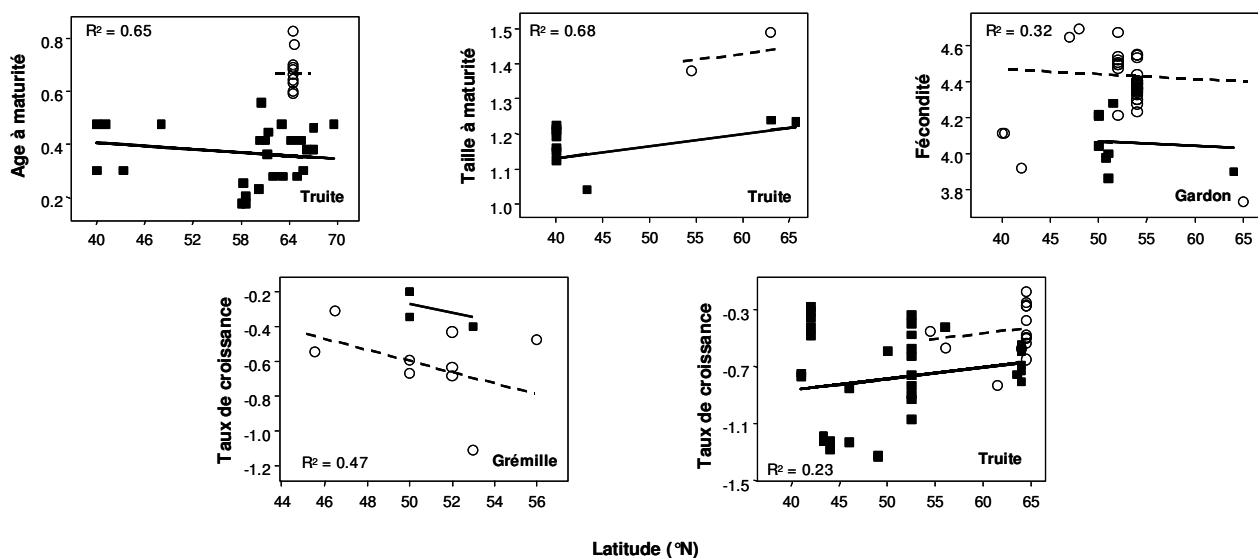 R² = 0.65
Age à maturité
0.8
0.6
0.4
0.2
Truite
40 46 52 58 64 70
R² = 0.68
Taille à maturité
1.5
1.4
1.3
1.2
1.1
1.0
Truite
40 45 50 55 60 65
R² = 0.32
Fécondité
4.6
4.4
4.2
4.0
3.8
Gardon
40 45 50 55 60 65
Taux de croissance
-0.2
-0.4
-0.6
-0.8
-1.0
-1.2
R² = 0.47
Grémille
44 46 48 50 52 54 56
Taux de croissance
-0.3
-0.7
-1.1
-1.5
R² = 0.23
Truite
40 45 50 55 60 65
Latitude (°N)